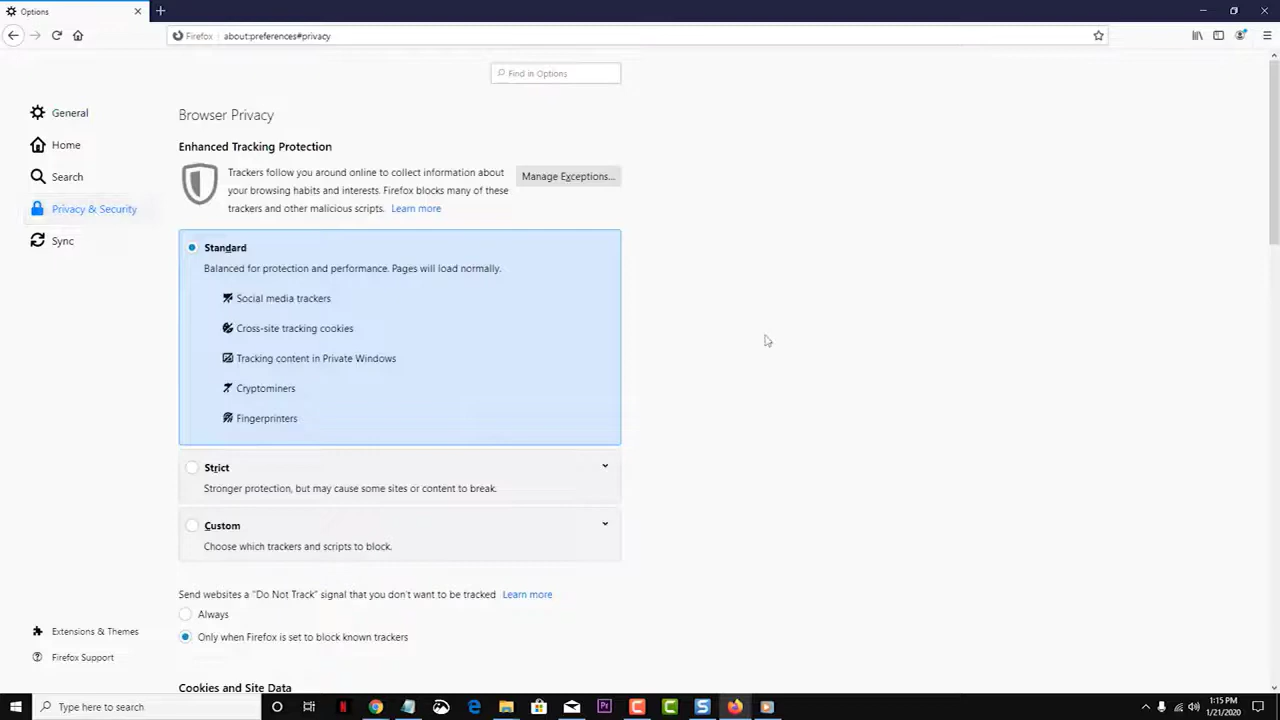 Options
Firefox
about:preferences#privacy
Find in Options
General
Home
Search
Privacy & Security
Sync
Extensions & Themes
Firefox Support
Browser Privacy
Enhanced Tracking Protection
Trackers follow you around online to collect information about
your browsing habits and interests. Firefox blocks many of these
trackers and other malicious scripts. Learn more
Manage Exceptions...
Standard
Balanced for protection and performance. Pages will load normally.
Social media trackers
Cross-site tracking cookies
Tracking content in Private Windows
Cryptominers
Fingerprinters
Strict
Stronger protection, but may cause some sites or content to break.
Custom
Choose which trackers and scripts to block.
Send websites a "Do Not Track" signal that you don't want to be tracked Learn more
Always
Only when Firefox is set to block known trackers
Cookies and Site Data
Type here to search
N
Pr
C
C
S
1:15 PM
1/21/2020